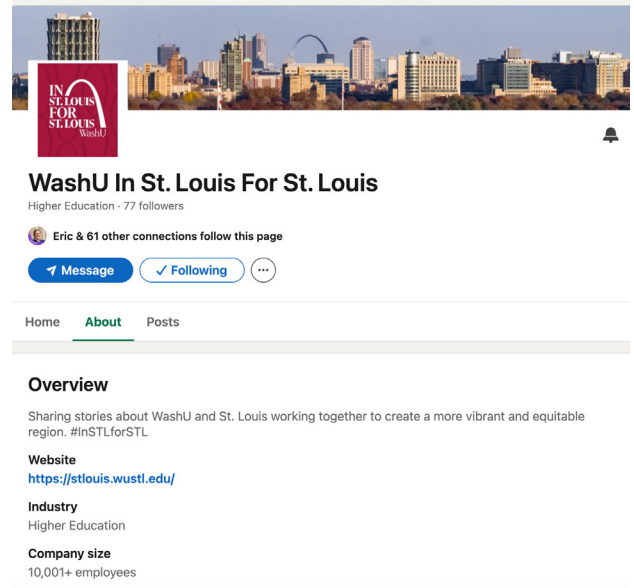 IN
ST.LOUIS
FOR
ST.LOUIS
WashU
WashU In St. Louis For St. Louis
Higher Education · 77 followers
Eric & 61 other connections follow this page
Message
Following
Home About Posts
Overview
Sharing stories about WashU and St. Louis working together to create a more vibrant and equitable
region. #InSTLforSTL
Website
https://stlouis.wustl.edu/
Industry
Higher Education
Company size
10,001+ employees